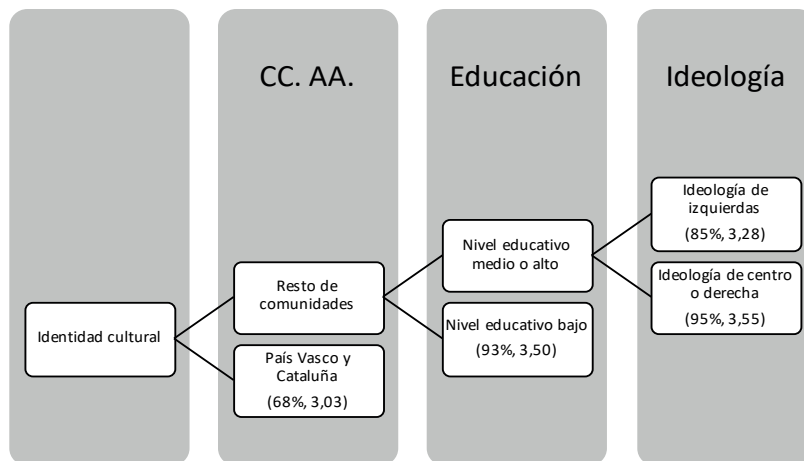 CC. AA.
Educación
Ideología
Identidad cultural
Resto de
comunidades
País Vasco y
Cataluña
(68%, 3,03)
Nivel educativo
medio o alto
Nivel educativo bajo
(93%, 3,50)
Ideología de
izquierdas
(85%, 3,28)
Ideología de centro
o derecha
(95%, 3,55)